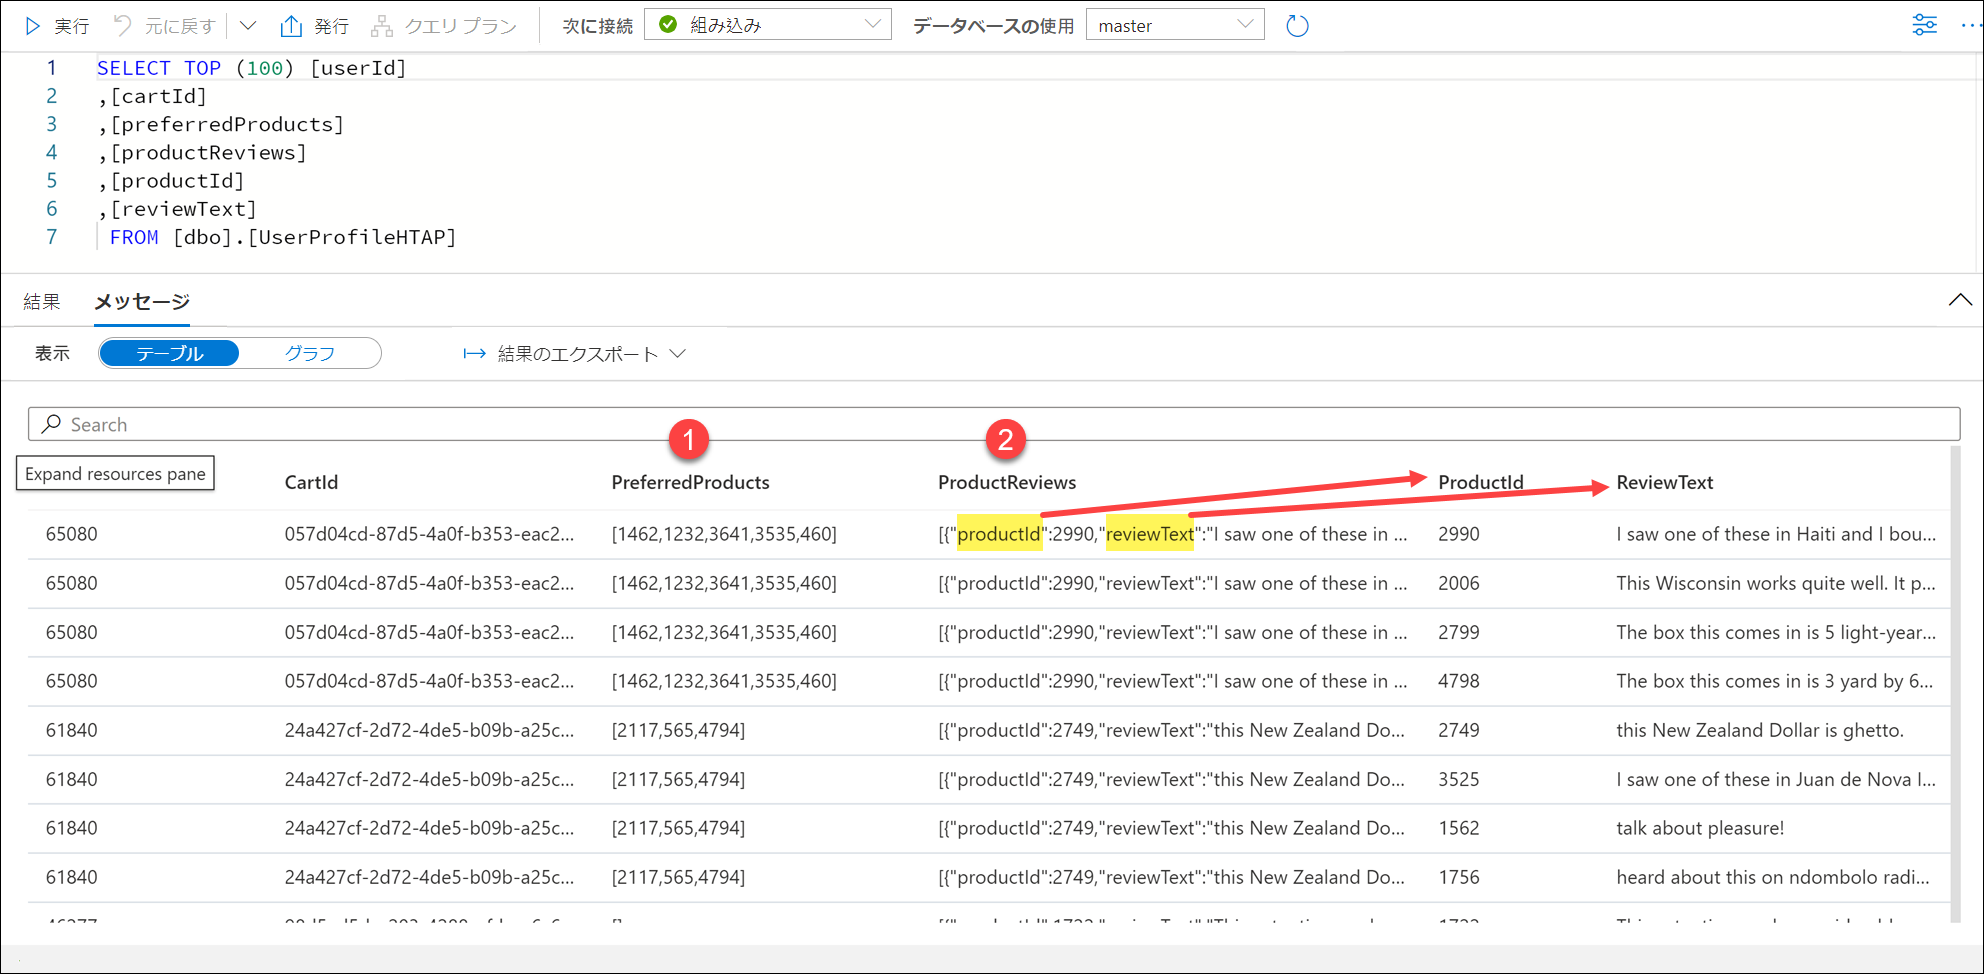 実行 元に戻す 発行 クエリ プラン 次に接続 組み込み データベースの使用 master
1 SELECT TOP (100) [userId]
2 ,[cartId]
3 ,[preferredProducts]
4 ,[productReviews]
5 ,[productId]
6 ,[reviewText]
7 FROM [dbo].[UserProfileHTAP]
結果 メッセージ
表示 テーブル グラフ 結果のエクスポート
Search
1 2
Expand resources pane CartId PreferredProducts ProductReviews ProductId ReviewText
65080 057d04cd-87d5-4a0f-b353-eac2... [1462,1232,3641,3535,460] [{"productId":2990,"reviewText":"I saw one of these in ... 2990 I saw one of these in Haiti and I bou...
65080 057d04cd-87d5-4a0f-b353-eac2... [1462,1232,3641,3535,460] [{"productId":2990,"reviewText":"I saw one of these in ... 2006 This Wisconsin works quite well. It p...
65080 057d04cd-87d5-4a0f-b353-eac2... [1462,1232,3641,3535,460] [{"productId":2990,"reviewText":"I saw one of these in ... 2799 The box this comes in is 5 light-year...
65080 057d04cd-87d5-4a0f-b353-eac2... [1462,1232,3641,3535,460] [{"productId":2990,"reviewText":"I saw one of these in ... 4798 The box this comes in is 3 yard by 6...
61840 24a427cf-2d72-4de5-b09b-a25c... [2117,565,4794] [{"productId":2749,"reviewText":"this New Zealand Do... 2749 this New Zealand Dollar is ghetto.
61840 24a427cf-2d72-4de5-b09b-a25c... [2117,565,4794] [{"productId":2749,"reviewText":"this New Zealand Do... 3525 I saw one of these in Juan de Nova I...
61840 24a427cf-2d72-4de5-b09b-a25c... [2117,565,4794] [{"productId":2749,"reviewText":"this New Zealand Do... 1562 talk about pleasure!
61840 24a427cf-2d72-4de5-b09b-a25c... [2117,565,4794] [{"productId":2749,"reviewText":"this New Zealand Do... 1756 heard about this on ndombolo radi...